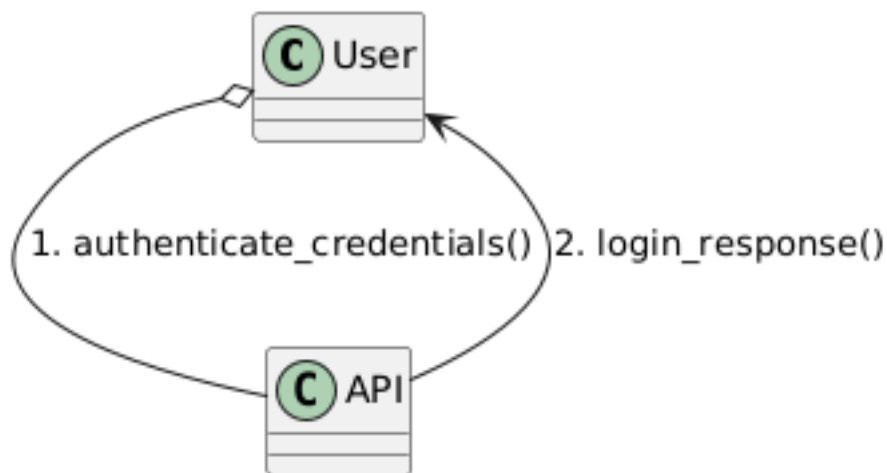 C User
1. authenticate_credentials() 2. login_response()
C API